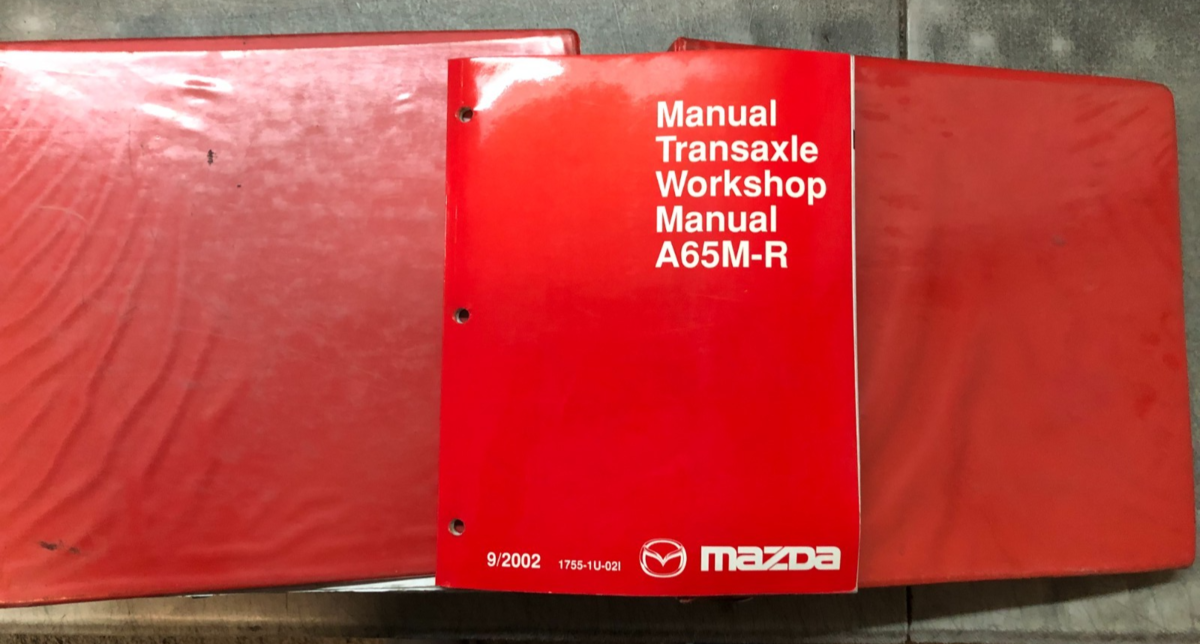 Manual
Transaxle
Workshop
Manual
A65M-R
9/2002 1755-1U-02I mazda